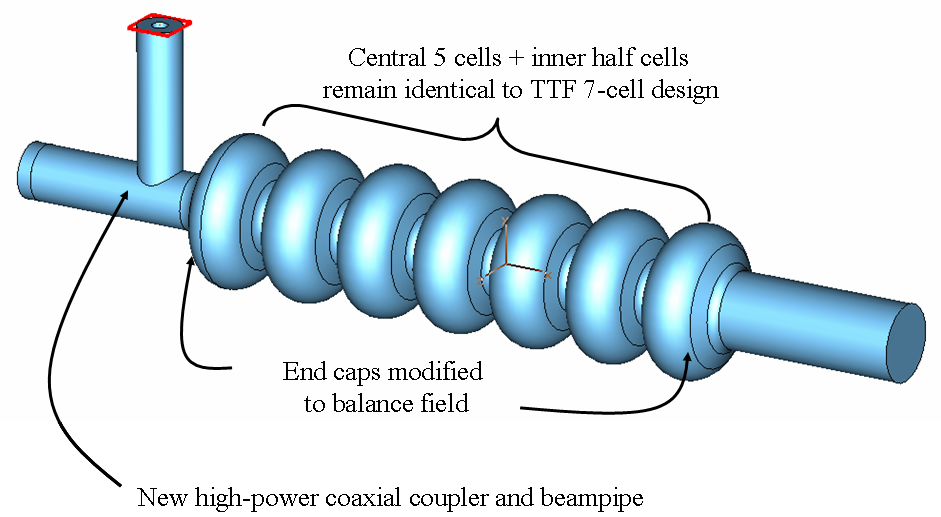 Central 5 cells + inner half cells
remain identical to TTF 7-cell design
End caps modified
to balance field
New high-power coaxial coupler and beampipe